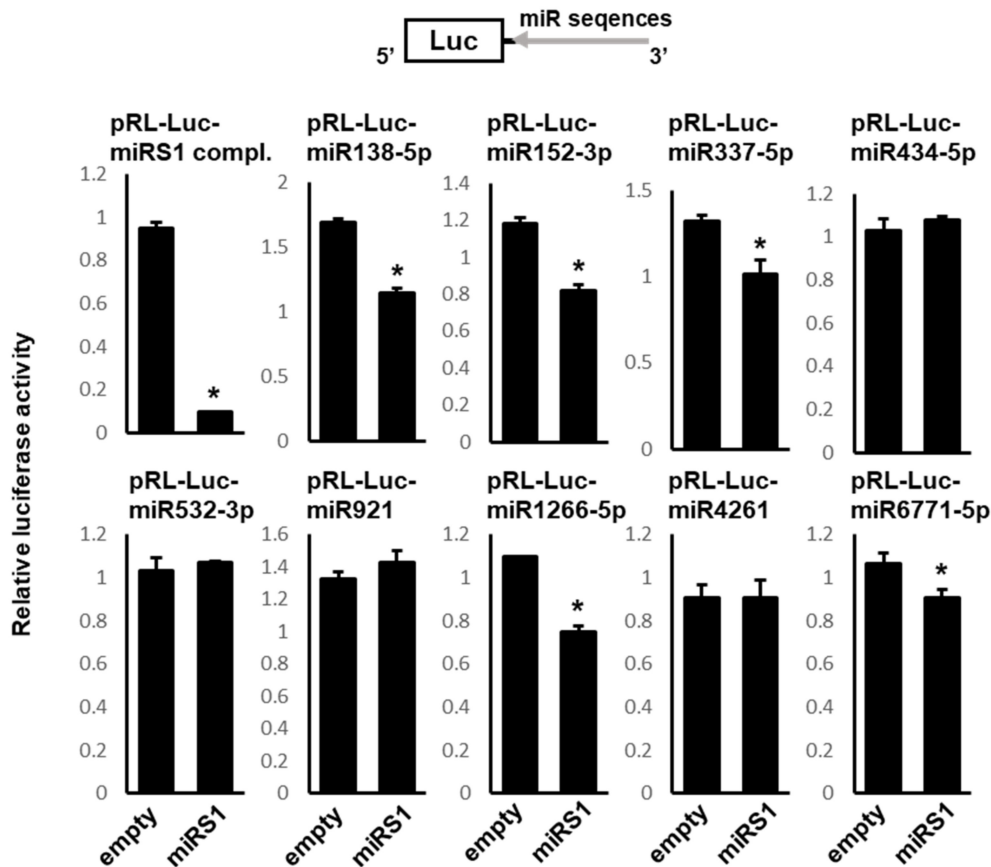 miR seqences
Luc
5’
3’
Relative luciferase activity
pRL-Luc-
miRS1 compl.
1.2
1
0.8
0.6
0.4
0.2
0
*
pRL-Luc-
miR138-5p
2
1.5
1
0.5
0
*
pRL-Luc-
miR152-3p
1.4
1.2
1
0.8
0.6
0.4
0.2
0
*
pRL-Luc-
miR337-5p
1.5
1
0.5
0
*
pRL-Luc-
miR434-5p
1.2
1
0.8
0.6
0.4
0.2
0
pRL-Luc-
miR532-3p
1.2
1
0.8
0.6
0.4
0.2
0
empty
miRS1
pRL-Luc-
miR921
1.6
1.4
1.2
1
0.8
0.6
0.4
0.2
0
empty
miRS1
pRL-Luc-
miR1266-5p
1.2
1
0.8
0.6
0.4
0.2
0
*
empty
miRS1
pRL-Luc-
miR4261
1.2
1
0.8
0.6
0.4
0.2
0
empty
miRS1
pRL-Luc-
miR6771-5p
1.2
1
0.8
0.6
0.4
0.2
0
*
empty
miRS1